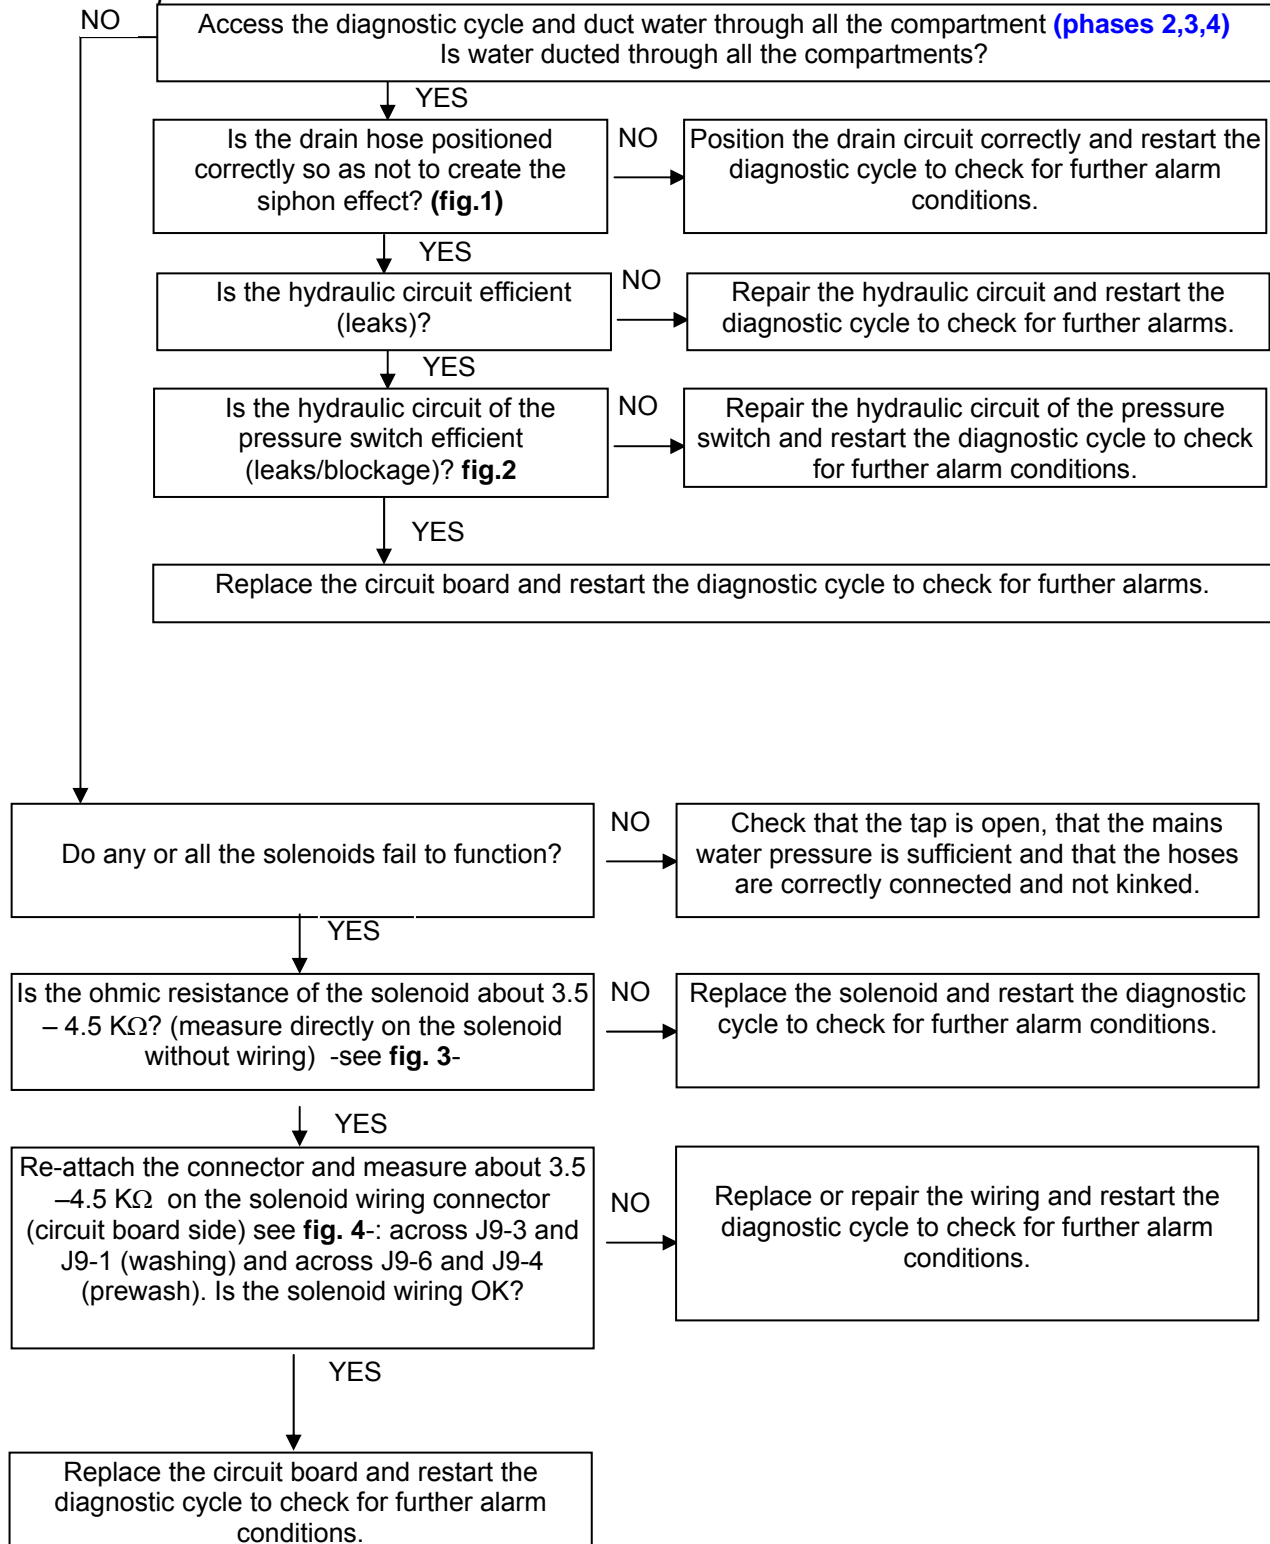 NO
Access the diagnostic cycle and duct water through all the compartment (phases 2,3,4)
Is water ducted through all the compartments?
YES
Is the drain hose positioned
correctly so as not to create the
siphon effect? (fig.1)
NO
Position the drain circuit correctly and restart the
diagnostic cycle to check for further alarm
conditions.
YES
Is the hydraulic circuit efficient
(leaks)?
NO
Repair the hydraulic circuit and restart the
diagnostic cycle to check for further alarms.
YES
Is the hydraulic circuit of the
pressure switch efficient
(leaks/blockage)? fig.2
NO
Repair the hydraulic circuit of the pressure
switch and restart the diagnostic cycle to check
for further alarm conditions.
YES
Replace the circuit board and restart the diagnostic cycle to check for further alarms.
Do any or all the solenoids fail to function?
NO
Check that the tap is open, that the mains
water pressure is sufficient and that the hoses
are correctly connected and not kinked.
YES
Is the ohmic resistance of the solenoid about 3.5
– 4.5 KΩ? (measure directly on the solenoid
without wiring) -see fig. 3-
NO
Replace the solenoid and restart the diagnostic
cycle to check for further alarm conditions.
YES
Re-attach the connector and measure about 3.5
–4.5 KΩ on the solenoid wiring connector
(circuit board side) see fig. 4-: across J9-3 and
J9-1 (washing) and across J9-6 and J9-4
(prewash). Is the solenoid wiring OK?
NO
Replace or repair the wiring and restart the
diagnostic cycle to check for further alarm
conditions.
YES
Replace the circuit board and restart the
diagnostic cycle to check for further alarm
conditions.